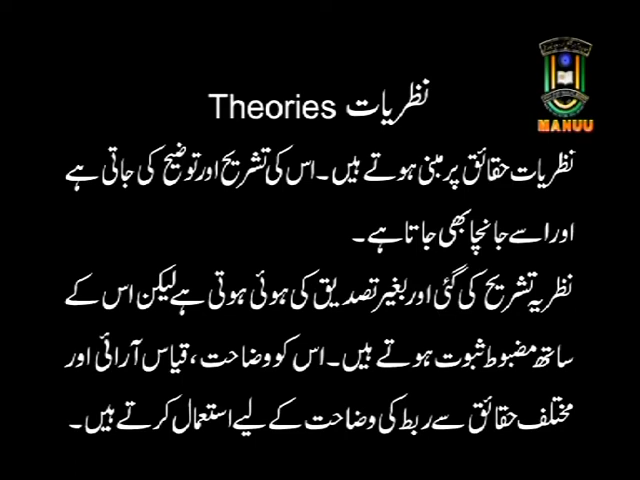 نظریات Theories
MANUU
نظریات حقائق پر مبنی ہوتے ہیں۔ اس کی تشریح اور توضیح کی جاتی ہے
اور اسے جانچا بھی جاتا ہے۔
نظریہ تشریح کی گئی اور بغیر تصدیق کی ہوئی ہوتی ہے لیکن اس کے
ساتھ مضبوط ثبوت ہوتے ہیں۔ اس کو وضاحت، قیاس آرائی اور
مختلف حقائق سے ربط کی وضاحت کے لیے استعمال کرتے ہیں۔